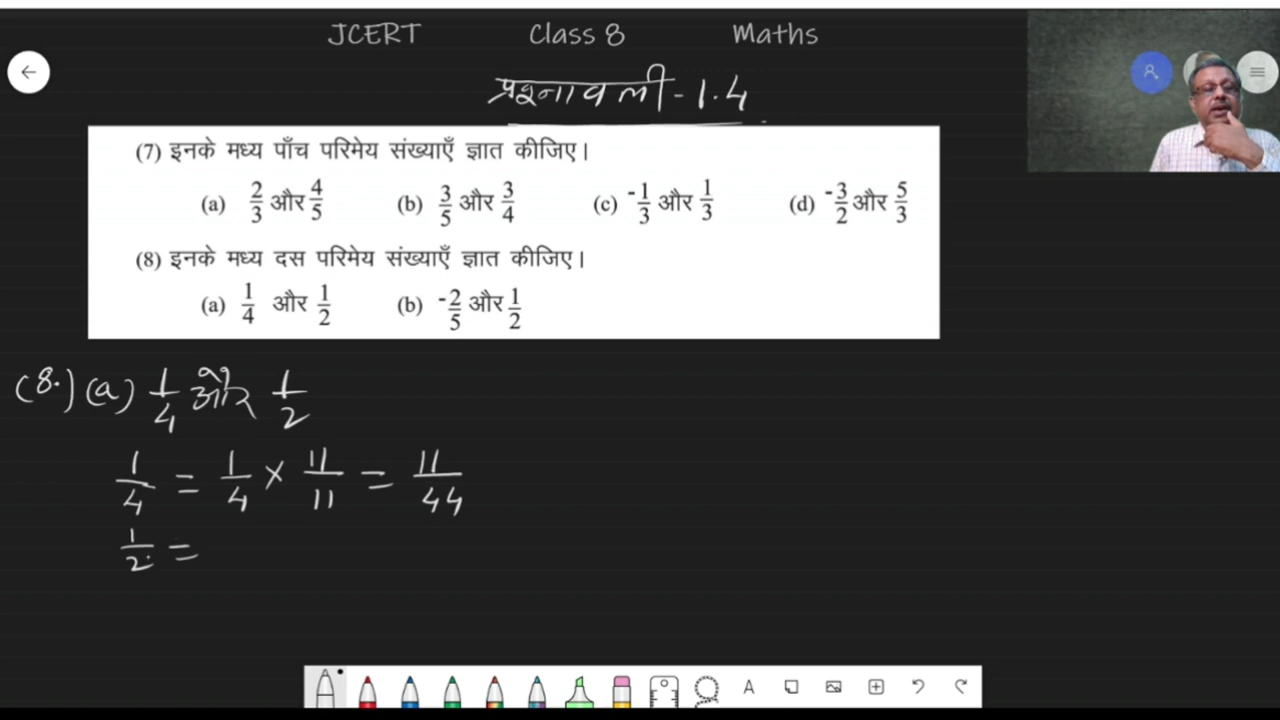 JCERT Class 8 Maths
प्रश्नावली - 1.4
(7) इनके मध्य पाँच परिमेय संख्याएँ ज्ञात कीजिए।
(a) 2/3 और 4/5 (b) 3/5 और 3/4 (c) -1/3 और 1/3 (d) -3/2 और 5/3
(8) इनके मध्य दस परिमेय संख्याएँ ज्ञात कीजिए।
(a) 1/4 और 1/2 (b) -2/5 और 1/2
(8.) (a) 1/4 और 1/2
1/4 = 1/4 × 11/11 = 11/44
1/2 =
A